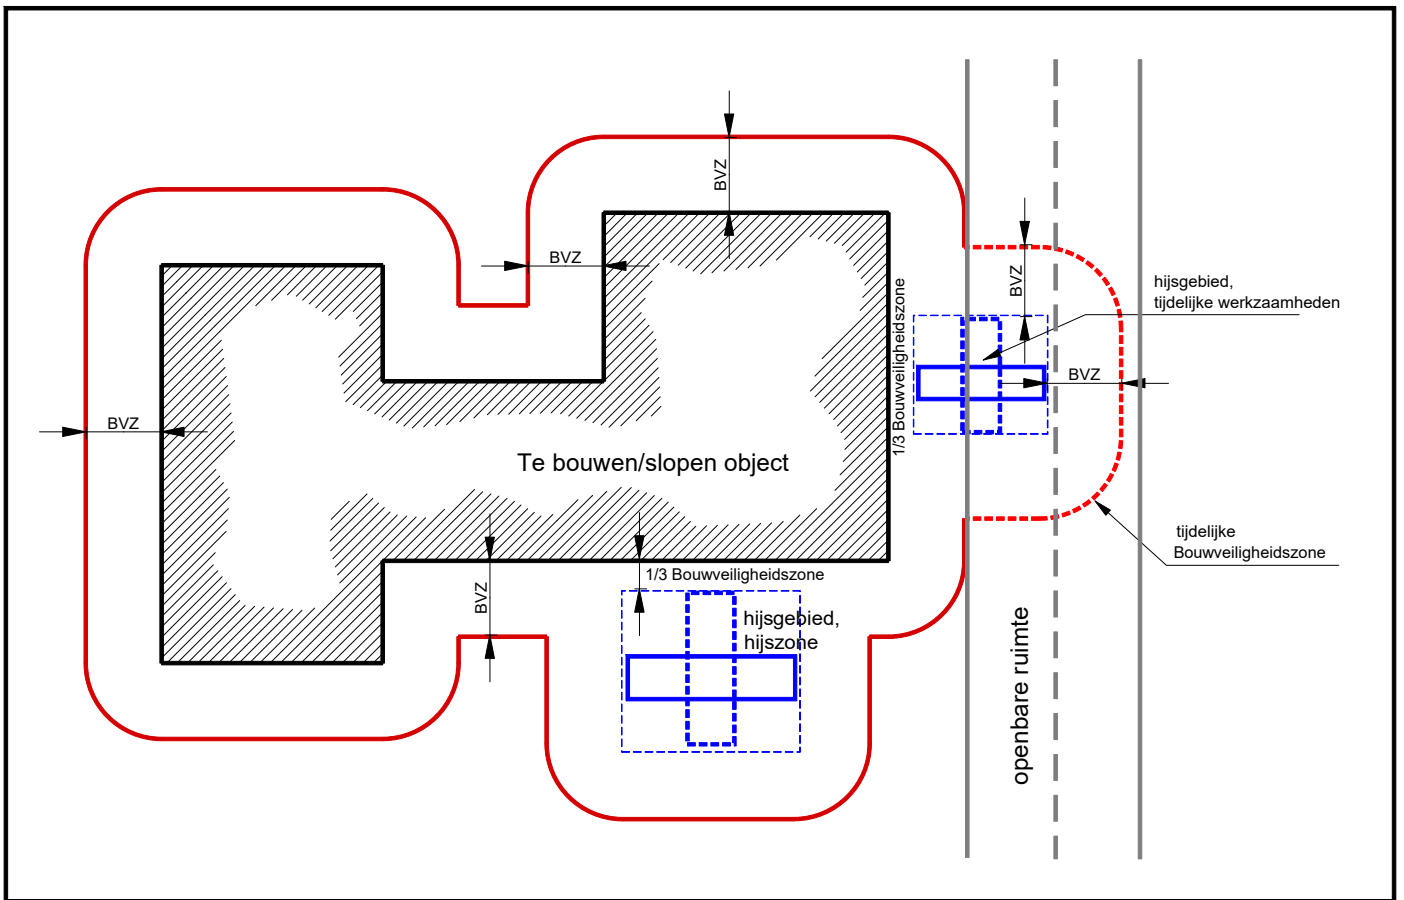 BVZ
BVZ
BVZ
hijsgebied,
tijdelijke werkzaamheden
1/3 Bouwveiligheidszone
BVZ
BVZ
Te bouwen/slopen object
tijdelijke
Bouwveiligheidszone
1/3 Bouwveiligheidszone
BVZ
hijsgebied,
hijszone
openbare ruimte